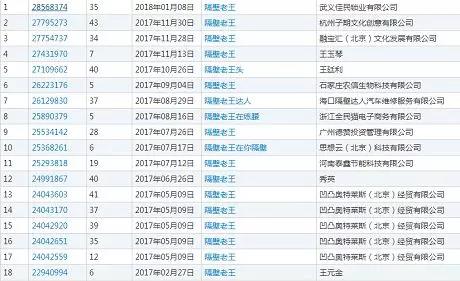 1 28568374 35 2018年01月08日 隔壁老王 武义佳民锁业有限公司
2 27795273 43 2017年11月30日 隔壁老王 杭州子期文化创意有限公司
3 27754737 34 2017年11月28日 隔壁老王 融宝汇（北京）文化发展有限公司
4 27431970 7 2017年11月13日 隔壁老王 王玉琴
5 27109662 40 2017年10月26日 隔壁老王头 王廷利
6 26223176 5 2017年09月04日 隔壁老王 石家庄农信生物科技有限公司
7 26129830 37 2017年08月29日 隔壁老王达人 海口隔壁达人汽车维修服务有限公司
8 25890379 5 2017年08月16日 隔壁老王在练腰 浙江全民猫电子商务有限公司
9 25534142 28 2017年07月26日 隔壁老王 广州德赞投资管理有限公司
10 25368261 6 2017年07月17日 隔壁老王在你隔壁 思想云（北京）科技有限公司
11 25293818 19 2017年07月12日 隔壁老王 河南泰鑫节能科技有限公司
12 24991867 40 2017年06月26日 隔壁老王 秀英
13 24043603 41 2017年05月09日 隔壁老王 凹凸奥特莱斯（北京）经贸有限公司
14 24043170 37 2017年05月09日 隔壁老王 凹凸奥特莱斯（北京）经贸有限公司
15 24042920 39 2017年05月09日 隔壁老王 凹凸奥特莱斯（北京）经贸有限公司
16 24042651 35 2017年05月09日 隔壁老王 凹凸奥特莱斯（北京）经贸有限公司
17 24042559 12 2017年05月09日 隔壁老王 凹凸奥特莱斯（北京）经贸有限公司
18 22940994 6 2017年02月27日 隔壁老王 王元金